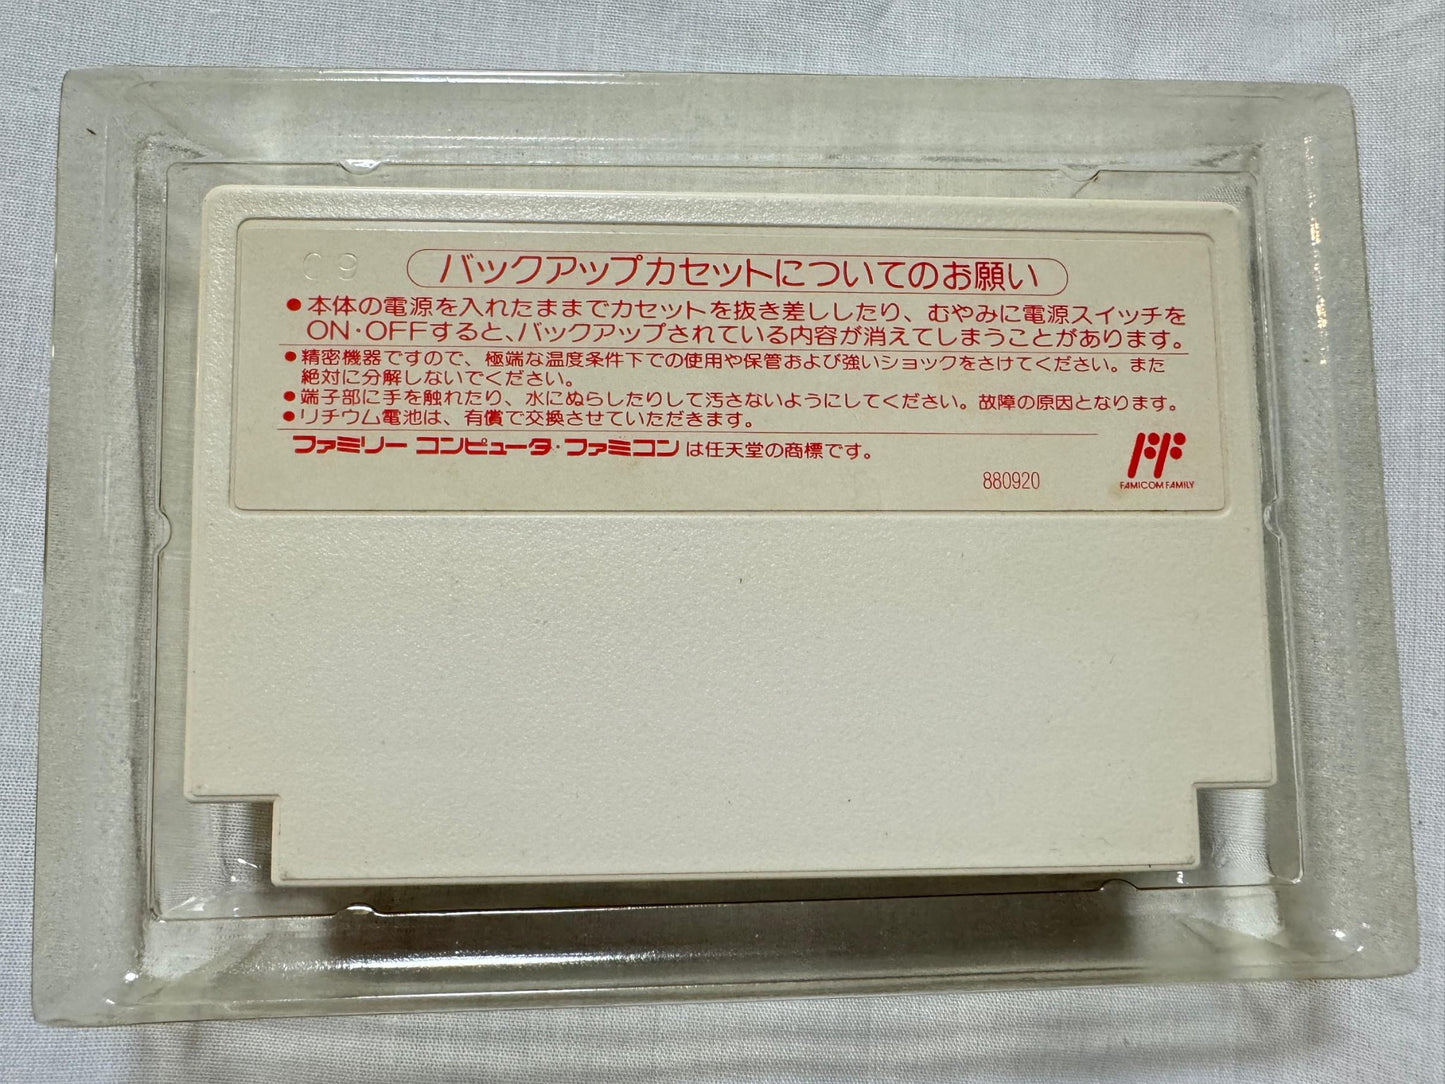 C19
バックアップカセットについてのお願い
●本体の電源を入れたままでカセットを抜き差ししたり、むやみに電源スイッチを
ON・OFFすると、バックアップされている内容が消えてしまうことがあります。
●精密機器ですので、極端な温度条件下での使用や保管および強いショックをさけてください。また
絶対に分解しないでください。
●端子部に手を触れたり、水にぬらしたりして汚さないようにしてください。故障の原因となります。
●リチウム電池は、有償で交換させていただきます。
ファミリー コンピュータ・ファミコンは任天堂の商標です。
880920
FAMICOM FAMILY